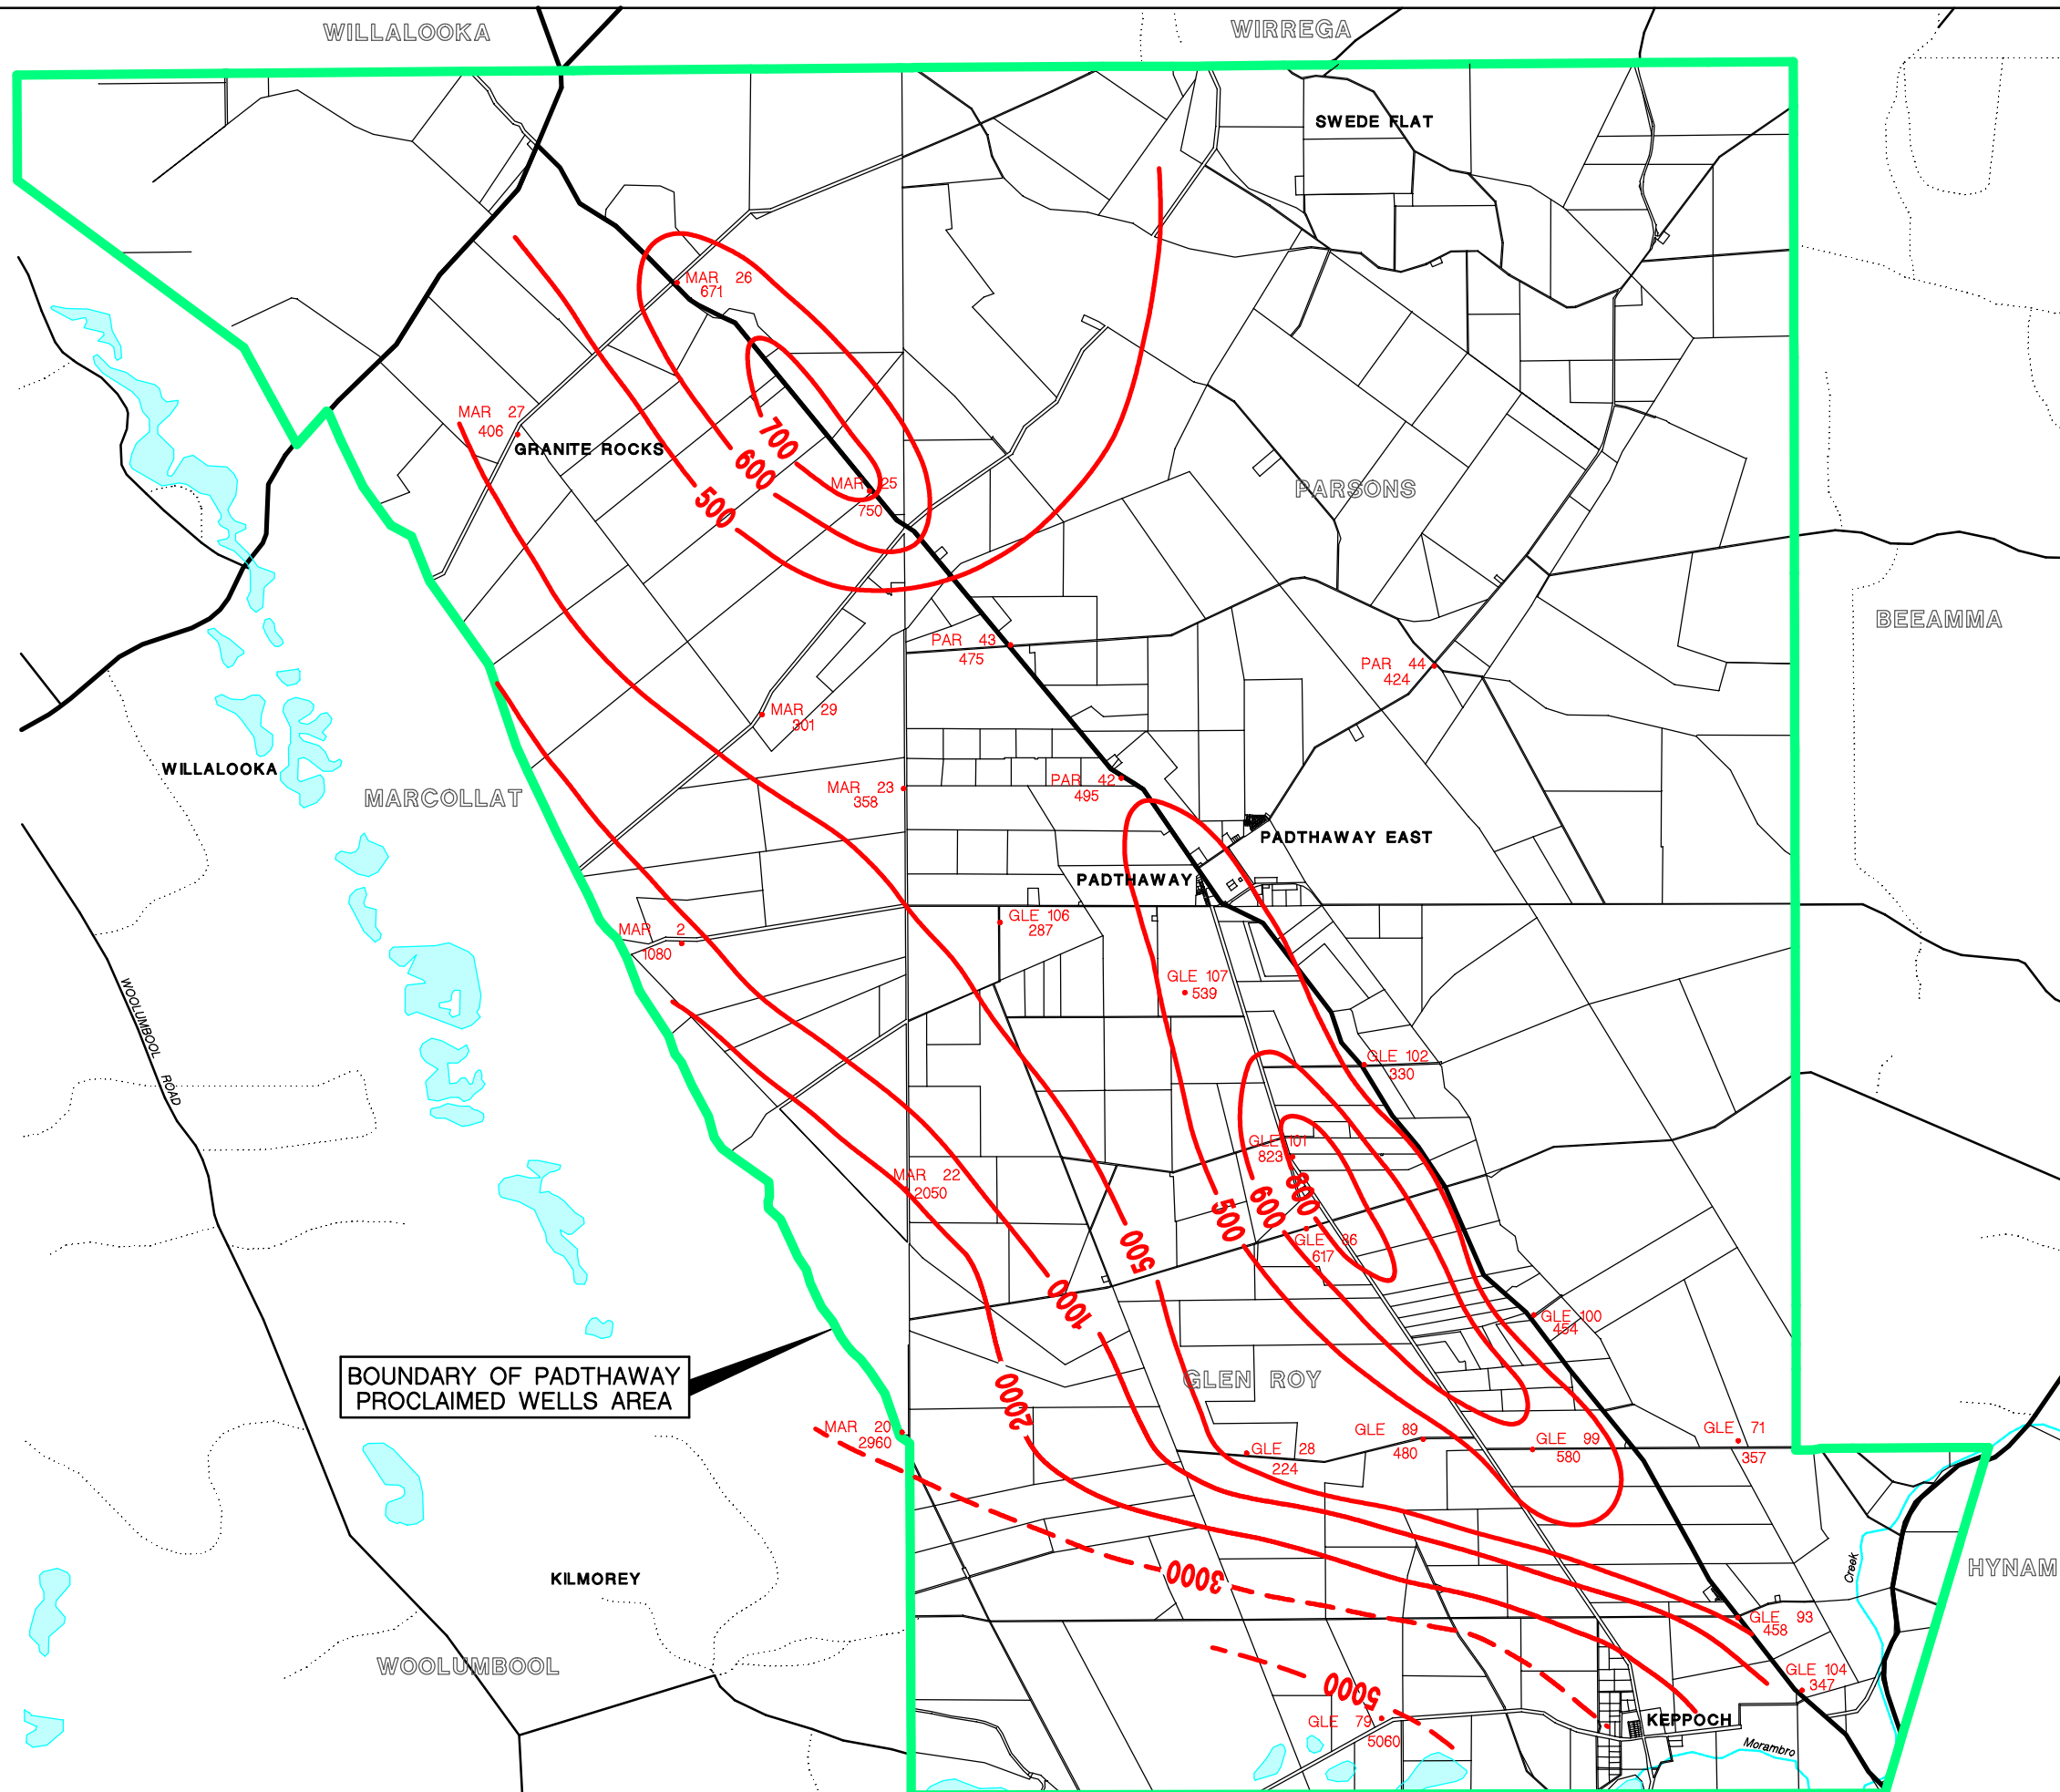 WILLALOOKA
WIRREGA
SWEDE FLAT
MAR 26
671
MAR 27
406
GRANITE ROCKS
700
600
500
MAR 25
750
PARSONS
BEEAMMA
PAR 43
475
PAR 44
424
MAR 29
301
WILLALOOKA
MARCOLLAT
MAR 23
358
PAR 42
495
PADTHAWAY EAST
PADTHAWAY
GLE 106
287
MAR 2
1080
GLE 107
539
WOOLUMBOOL ROAD
GLE 102
330
GLE 101
823
MAR 22
2050
800
600
500
GLE 86
617
500
1000
GLE 100
454
BOUNDARY OF PADTHAWAY
PROCLAIMED WELLS AREA
GLEN ROY
2000
MAR 20
2960
GLE 28
224
GLE 89
480
GLE 99
580
GLE 71
357
KILMOREY
3000
Creek
HYNAM
GLE 93
458
WOOLUMBOOL
5000
GLE 104
347
GLE 79
5060
KEPPOCH
Morambro